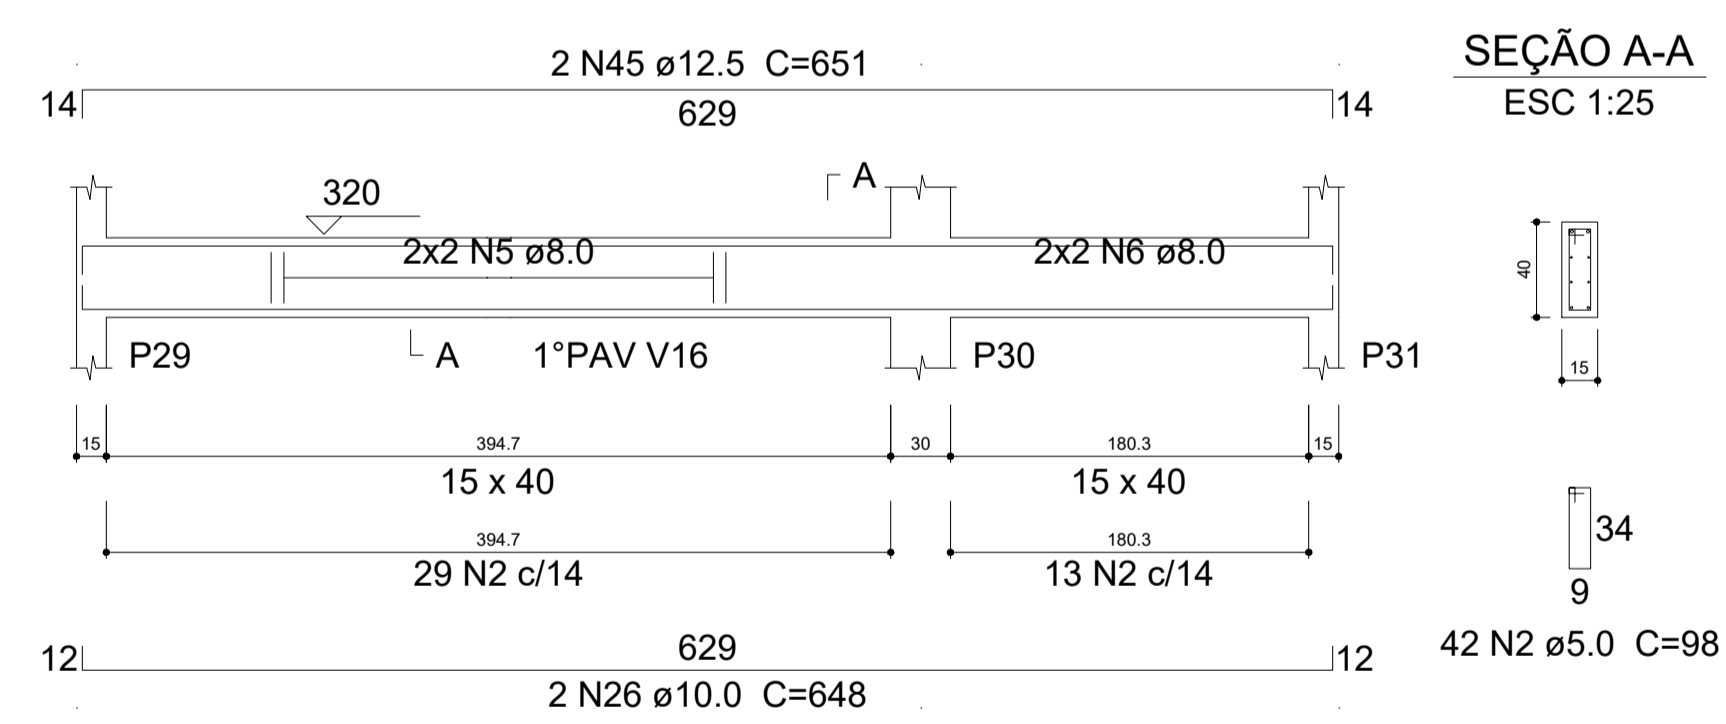 2 N45 ø12.5 C=651
14
629
14
SEÇÃO A-A
ESC 1:25
320
A
2x2 N5 ø8.0
2x2 N6 ø8.0
40
P29
A
1°PAV V16
P30
P31
15
15
394.7
30
180.3
15
15 x 40
15 x 40
394.7
180.3
29 N2 c/14
13 N2 c/14
34
9
42 N2 ø5.0 C=98
12
629
12
2 N26 ø10.0 C=648